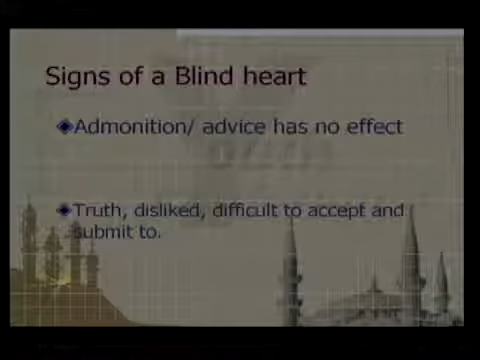 Signs of a Blind heart
Admonition/ advice has no effect
Truth, disliked, difficult to accept and
submit to.